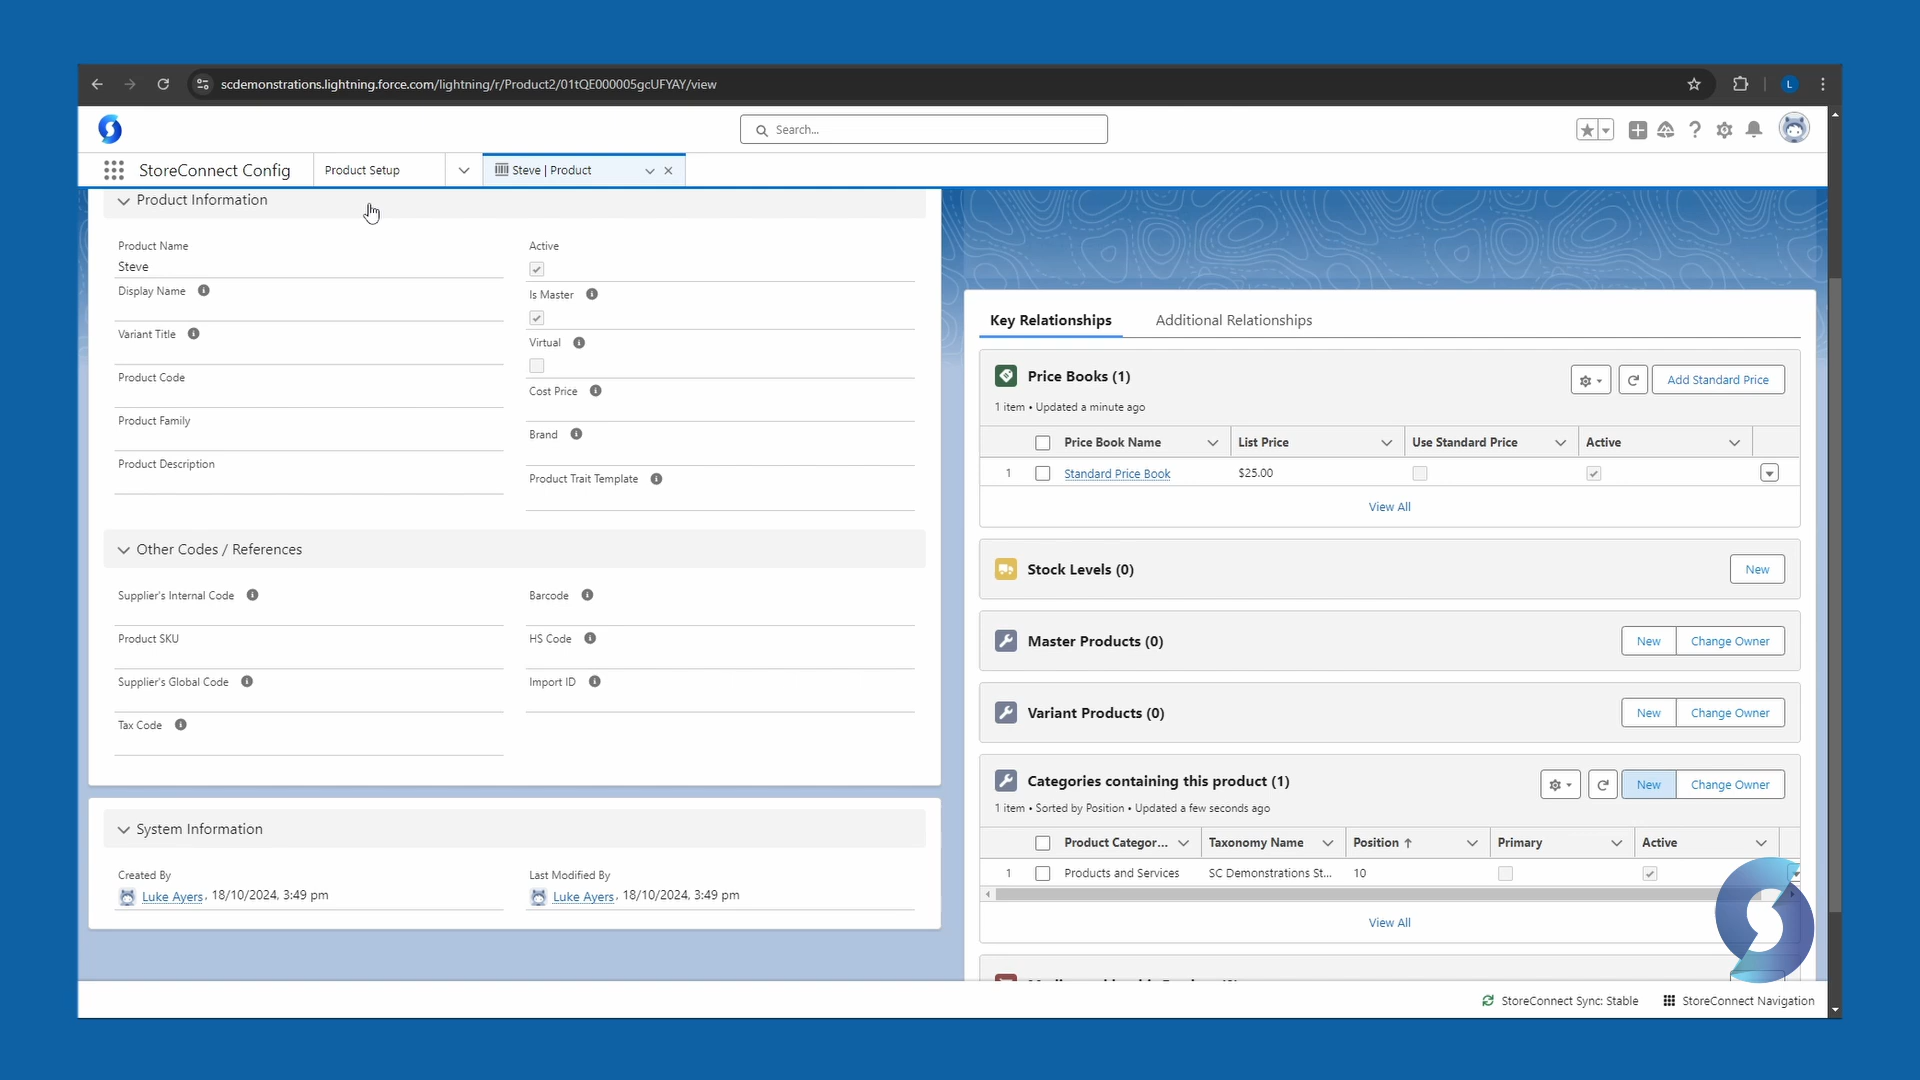 scdemonstrations.lightning.force.com/lightning/r/Product2/01tQE000005gcUFYAY/view
L
Search...
StoreConnect Config
Product Setup
Steve | Product
Product Information
Product Name
Steve
Display Name
Variant Title
Product Code
Product Family
Product Description
Active
Is Master
Virtual
Cost Price
Brand
Product Trait Template
Other Codes / References
Supplier's Internal Code
Product SKU
Supplier's Global Code
Tax Code
Barcode
HS Code
Import ID
System Information
Created By
Luke Ayers, 18/10/2024, 3:49 pm
Last Modified By
Luke Ayers, 18/10/2024, 3:49 pm
Key Relationships
Additional Relationships
Price Books (1)
Add Standard Price
1 item • Updated a minute ago
Price Book Name
List Price
Use Standard Price
Active
1
Standard Price Book
$25.00
View All
Stock Levels (0)
New
Master Products (0)
New
Change Owner
Variant Products (0)
New
Change Owner
Categories containing this product (1)
New
Change Owner
1 item • Sorted by Position • Updated a few seconds ago
Product Categor...
Taxonomy Name
Position
Primary
Active
1
Products and Services
SC Demonstrations St...
10
View All
StoreConnect Sync: Stable
StoreConnect Navigation